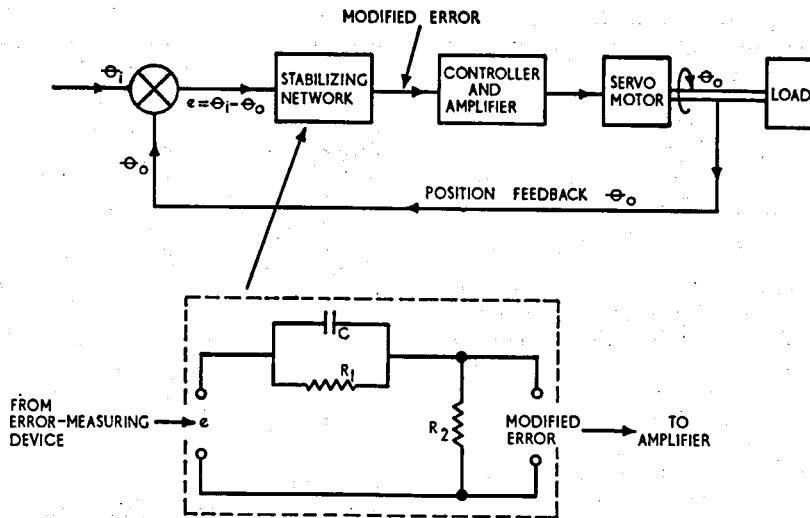 MODIFIED ERROR
θi
e = θi - θo
STABILIZING
NETWORK
CONTROLLER
AND
AMPLIFIER
SERVO
MOTOR
θo
LOAD
θo
POSITION FEEDBACK θo
C
R1
R2
FROM
ERROR-MEASURING
DEVICE
e
MODIFIED
ERROR
TO
AMPLIFIER